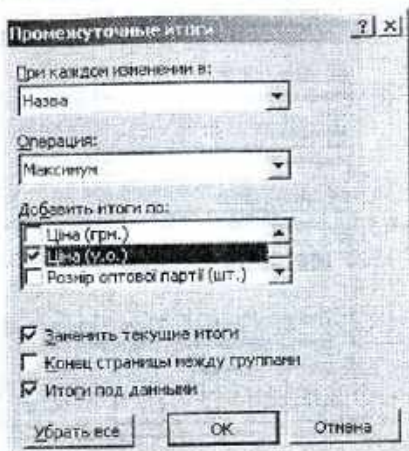 Промежуточные итоги
При каждом изменении в:
Назва
Операция:
Максимум
Добавить итоги по:
Ціна (грн.)
Ціна (у.о.)
Розмір оптової партії (шт.)
Заменить текущие итоги
Конец страницы между группами
Итоги под данными
Убрать все
ОК
Отмена